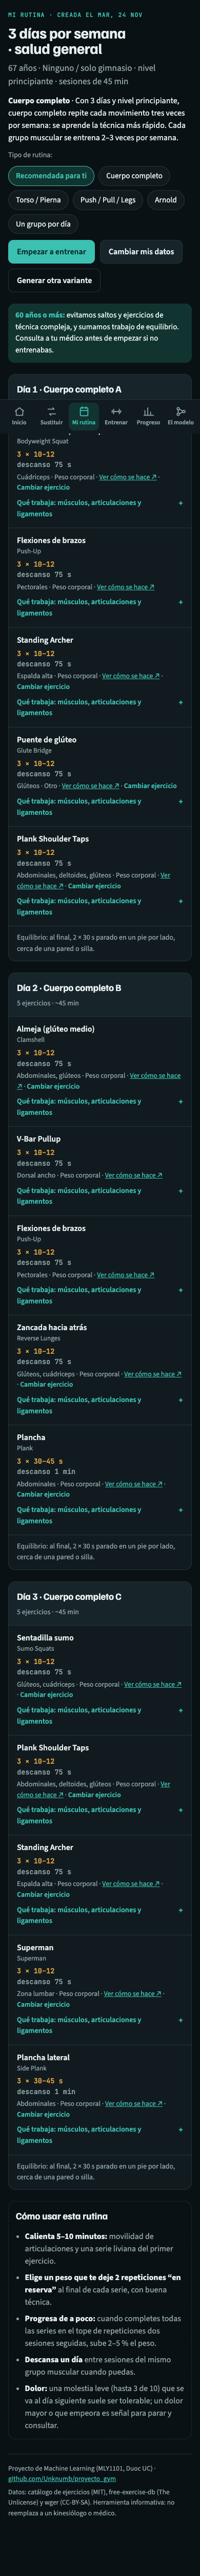 MI RUTINA · CREADA EL MAR, 24 NOV
3 días por semana
· salud general
67 años · Ninguno / solo gimnasio · nivel
principiante · sesiones de 45 min
Cuerpo completo · Con 3 días y nivel principiante,
cuerpo completo repite cada movimiento tres veces
por semana: se aprende la técnica más rápido. Cada
músculo se entrena 2–3 veces por semana.
Tipo de rutina:
Recomendada para ti
Cuerpo completo
Torso / Pierna
Push / Pull / Legs
Arnold
Un grupo por día
Empezar a entrenar
Cambiar mis datos
Generar otra variante
60 años o más: evitamos saltos y ejercicios de
técnica compleja, y sumamos trabajo de equilibrio.
Consulta a tu médico antes de empezar si no
entrenabas.
Día 1 · Cuerpo completo A
Inicio
Sustituir
Mi rutina
Entrenar
Progreso
El modelo
Bodyweight Squat
3 × 10–12
descanso 75 s
Cuádriceps · Peso corporal · Ver cómo se hace ↗ ·
Cambiar ejercicio
Qué trabaja: músculos, articulaciones y +
ligamentos
Flexiones de brazos
Push-Up
3 × 10–12
descanso 75 s
Pectorales · Peso corporal · Ver cómo se hace ↗
Qué trabaja: músculos, articulaciones y +
ligamentos
Standing Archer
3 × 10–12
descanso 75 s
Espalda alta · Peso corporal · Ver cómo se hace ↗ ·
Cambiar ejercicio
Qué trabaja: músculos, articulaciones y +
ligamentos
Puente de glúteo
Glute Bridge
3 × 10–12
descanso 75 s
Glúteos · Otro · Ver cómo se hace ↗ · Cambiar ejercicio
Qué trabaja: músculos, articulaciones y +
ligamentos
Plank Shoulder Taps
3 × 10–12
descanso 75 s
Abdominales, deltoides, glúteos · Peso corporal · Ver
cómo se hace ↗ · Cambiar ejercicio
Qué trabaja: músculos, articulaciones y +
ligamentos
Equilibrio: al final, 2 × 30 s parado en un pie por lado,
cerca de una pared o silla.
Día 2 · Cuerpo completo B
5 ejercicios · ~45 min
Almeja (glúteo medio)
Clamshell
3 × 10–12
descanso 75 s
Abdominales, glúteos · Peso corporal · Ver cómo se hace
↗ · Cambiar ejercicio
Qué trabaja: músculos, articulaciones y +
ligamentos
V-Bar Pullup
3 × 10–12
descanso 75 s
Dorsal ancho · Peso corporal · Ver cómo se hace ↗
Qué trabaja: músculos, articulaciones y +
ligamentos
Flexiones de brazos
Push-Up
3 × 10–12
descanso 75 s
Pectorales · Peso corporal · Ver cómo se hace ↗
Qué trabaja: músculos, articulaciones y +
ligamentos
Zancada hacia atrás
Reverse Lunges
3 × 10–12
descanso 75 s
Glúteos, cuádriceps · Peso corporal · Ver cómo se hace ↗
· Cambiar ejercicio
Qué trabaja: músculos, articulaciones y +
ligamentos
Plancha
Plank
3 × 30–45 s
descanso 1 min
Abdominales · Peso corporal · Ver cómo se hace ↗ ·
Cambiar ejercicio
Qué trabaja: músculos, articulaciones y +
ligamentos
Equilibrio: al final, 2 × 30 s parado en un pie por lado,
cerca de una pared o silla.
Día 3 · Cuerpo completo C
5 ejercicios · ~45 min
Sentadilla sumo
Sumo Squats
3 × 10–12
descanso 75 s
Glúteos, cuádriceps · Peso corporal · Ver cómo se hace ↗
· Cambiar ejercicio
Qué trabaja: músculos, articulaciones y +
ligamentos
Plank Shoulder Taps
3 × 10–12
descanso 75 s
Abdominales, deltoides, glúteos · Peso corporal · Ver
cómo se hace ↗ · Cambiar ejercicio
Qué trabaja: músculos, articulaciones y +
ligamentos
Standing Archer
3 × 10–12
descanso 75 s
Espalda alta · Peso corporal · Ver cómo se hace ↗ ·
Cambiar ejercicio
Qué trabaja: músculos, articulaciones y +
ligamentos
Superman
Superman
3 × 10–12
descanso 75 s
Zona lumbar · Peso corporal · Ver cómo se hace ↗ ·
Cambiar ejercicio
Qué trabaja: músculos, articulaciones y +
ligamentos
Plancha lateral
Side Plank
3 × 30–45 s
descanso 1 min
Abdominales · Peso corporal · Ver cómo se hace ↗ ·
Cambiar ejercicio
Qué trabaja: músculos, articulaciones y +
ligamentos
Equilibrio: al final, 2 × 30 s parado en un pie por lado,
cerca de una pared o silla.
Cómo usar esta rutina
• Calienta 5–10 minutos: movilidad de
articulaciones y una serie liviana del primer
ejercicio.
• Elige un peso que te deje 2 repeticiones “en
reserva” al final de cada serie, con buena
técnica.
• Progresa de a poco: cuando completes todas
las series en el tope de repeticiones dos
sesiones seguidas, sube 2–5 % el peso.
• Descansa un día entre sesiones del mismo
grupo muscular cuando puedas.
• Dolor: una molestia leve (hasta 3 de 10) que se
va al día siguiente suele ser tolerable; un dolor
mayor o que empeora es señal para parar y
consultar.
Proyecto de Machine Learning (MLY1101, Duoc UC) ·
github.com/Unknumb/proyecto_gym
Datos: catálogo de ejercicios (MIT), free-exercise-db (The
Unlicense) y wger (CC-BY-SA). Herramienta informativa: no
reemplaza a un kinesiólogo o médico.